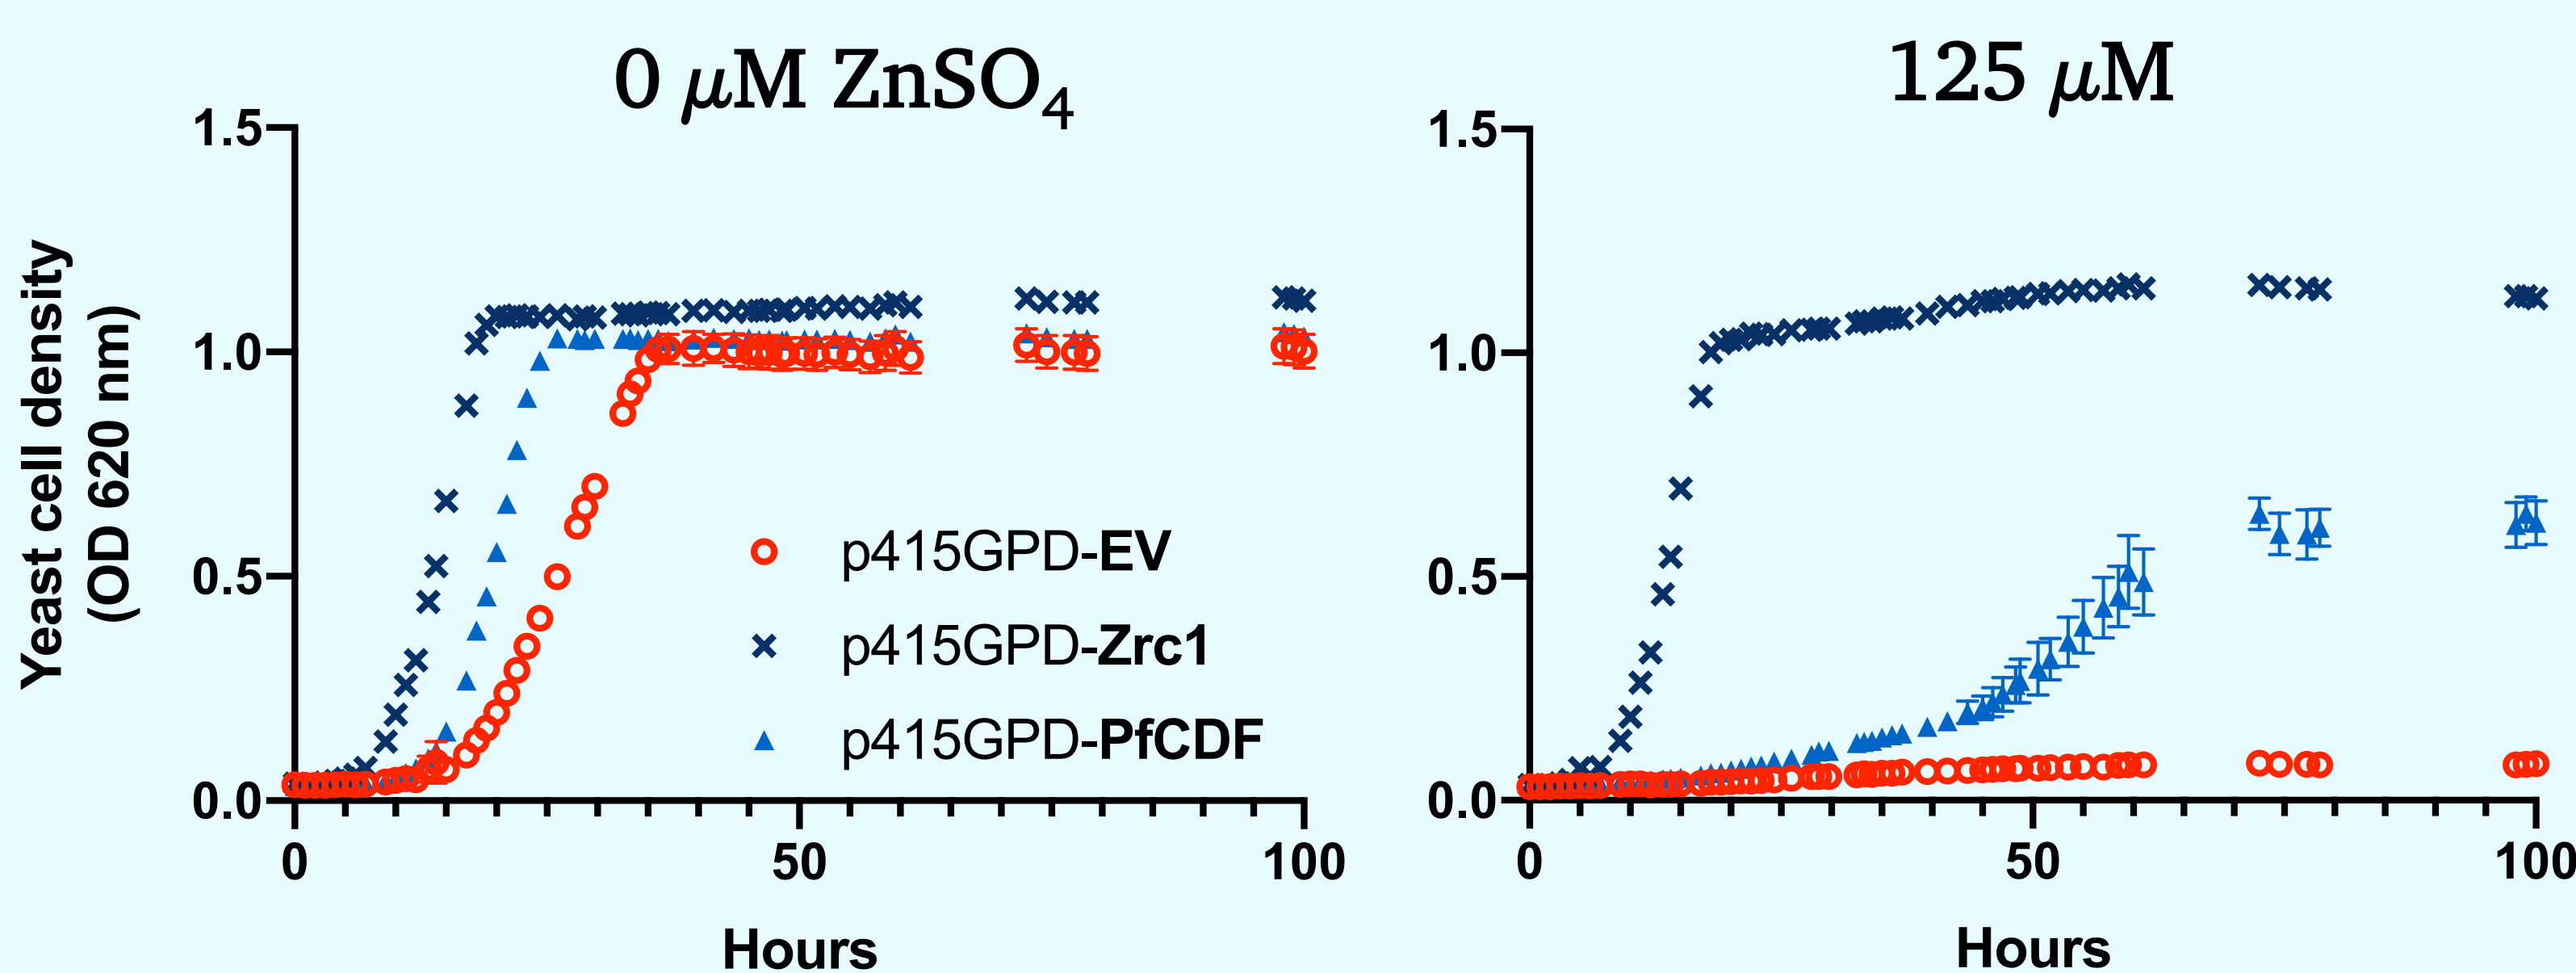 0 μM ZnSO4
125 μM
Yeast cell density
(OD 620 nm)
1.5
1.0
0.5
0.0
0
50
100
Hours
p415GPD-EV
p415GPD-Zrc1
p415GPD-PfCDF
1.5
1.0
0.5
0.0
0
50
100
Hours